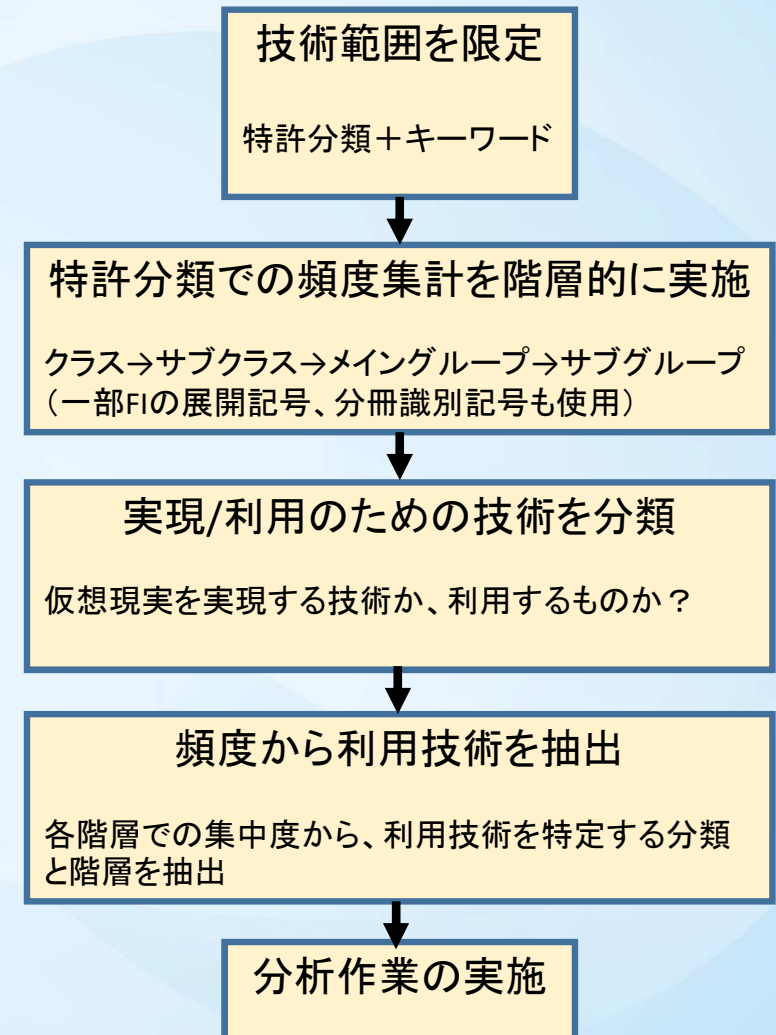 技術範囲を限定
特許分類＋キーワード
特許分類での頻度集計を階層的に実施
クラス→サブクラス→メイングループ→サブグループ
（一部FIの展開記号、分冊識別記号も使用）
実現/利用のための技術を分類
仮想現実を実現する技術か、利用するものか？
頻度から利用技術を抽出
各階層での集中度から、利用技術を特定する分類
と階層を抽出
分析作業の実施